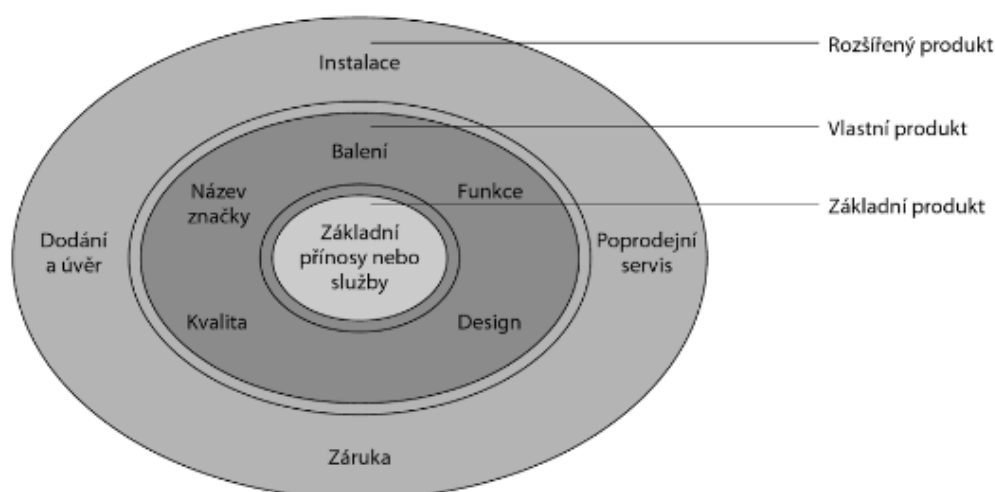 Rozšířený produkt
Instalace
Vlastní produkt
Balení
Název
značky
Funkce
Základní produkt
Základní
přínosy nebo
služby
Dodání
a úvěr
Poprodejní
servis
Kvalita
Design
Záruka